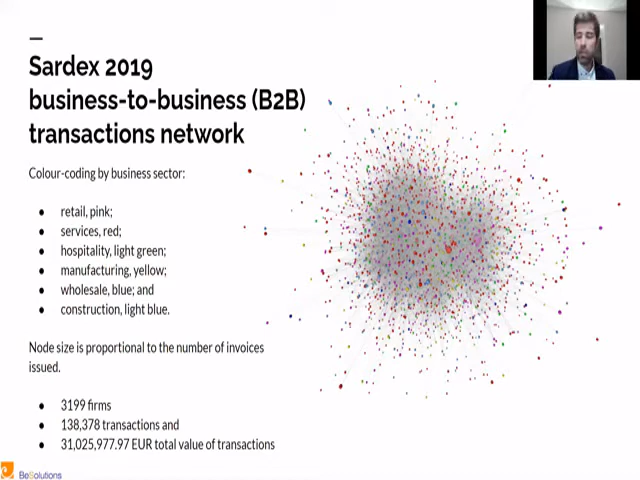 Sardex 2019
business-to-business (B2B)
transactions network
Colour-coding by business sector:
● retail, pink;
● services, red;
● hospitality, light green;
● manufacturing, yellow;
● wholesale, blue; and
● construction, light blue.
Node size is proportional to the number of invoices
issued.
● 3199 firms
● 138,378 transactions and
● 31,025,977.97 EUR total value of transactions
BeSolutions